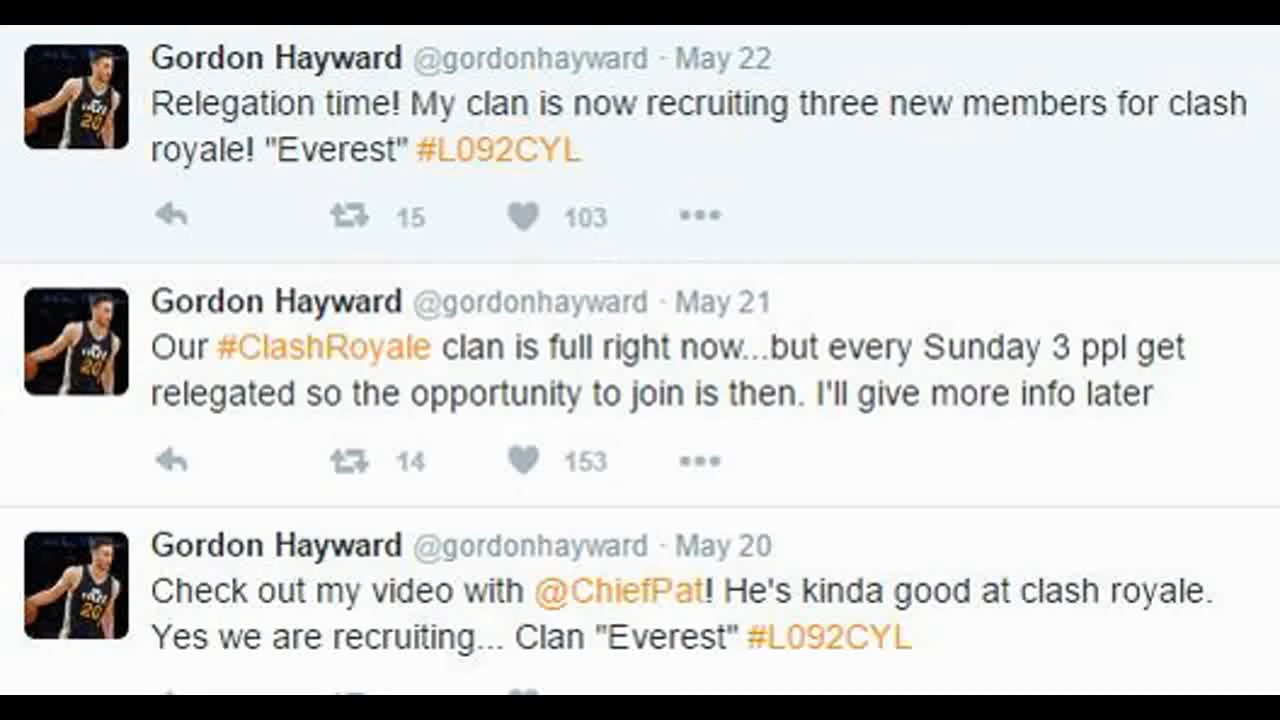 Gordon Hayward @gordonhayward · May 22
Relegation time! My clan is now recruiting three new members for clash
royale! "Everest" #L092CYL
15 103
Gordon Hayward @gordonhayward · May 21
Our #ClashRoyale clan is full right now...but every Sunday 3 ppl get
relegated so the opportunity to join is then. I'll give more info later
14 153
Gordon Hayward @gordonhayward · May 20
Check out my video with @ChiefPat! He's kinda good at clash royale.
Yes we are recruiting... Clan "Everest" #L092CYL